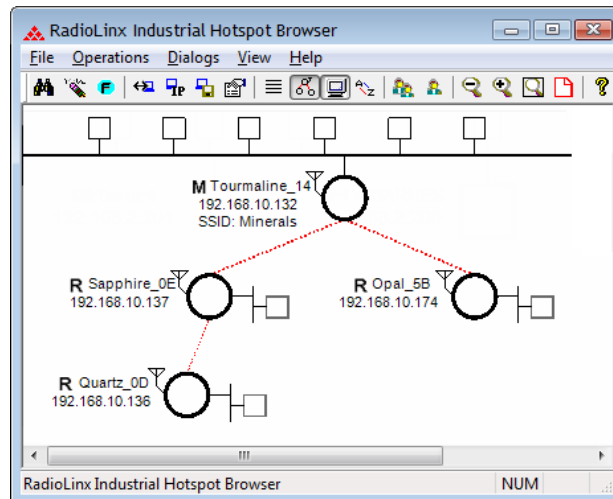 RadioLinx Industrial Hotspot Browser
File Operations Dialogs View Help
F IP A Z ?
M Tourmaline_14
192.168.10.132
SSID: Minerals
R Sapphire_0E
192.168.10.137
R Opal_5B
192.168.10.174
R Quartz_0D
192.168.10.136
RadioLinx Industrial Hotspot Browser NUM